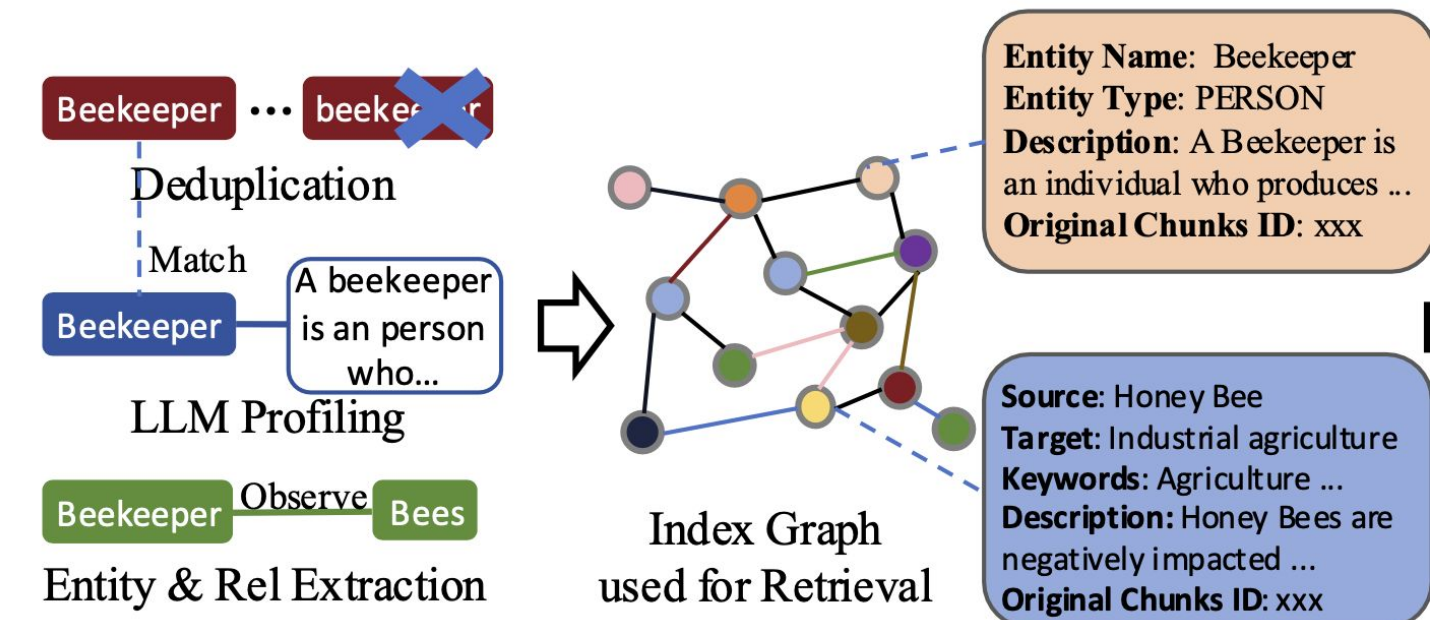 Beekeeper ... beekeeper
Deduplication
Match
Beekeeper
A beekeeper
is an person
who...
LLM Profiling
Beekeeper Observe Bees
Entity & Rel Extraction
Index Graph
used for Retrieval
Entity Name: Beekeeper
Entity Type: PERSON
Description: A Beekeeper is
an individual who produces ...
Original Chunks ID: xxx
Source: Honey Bee
Target: Industrial agriculture
Keywords: Agriculture ...
Description: Honey Bees are
negatively impacted ...
Original Chunks ID: xxx